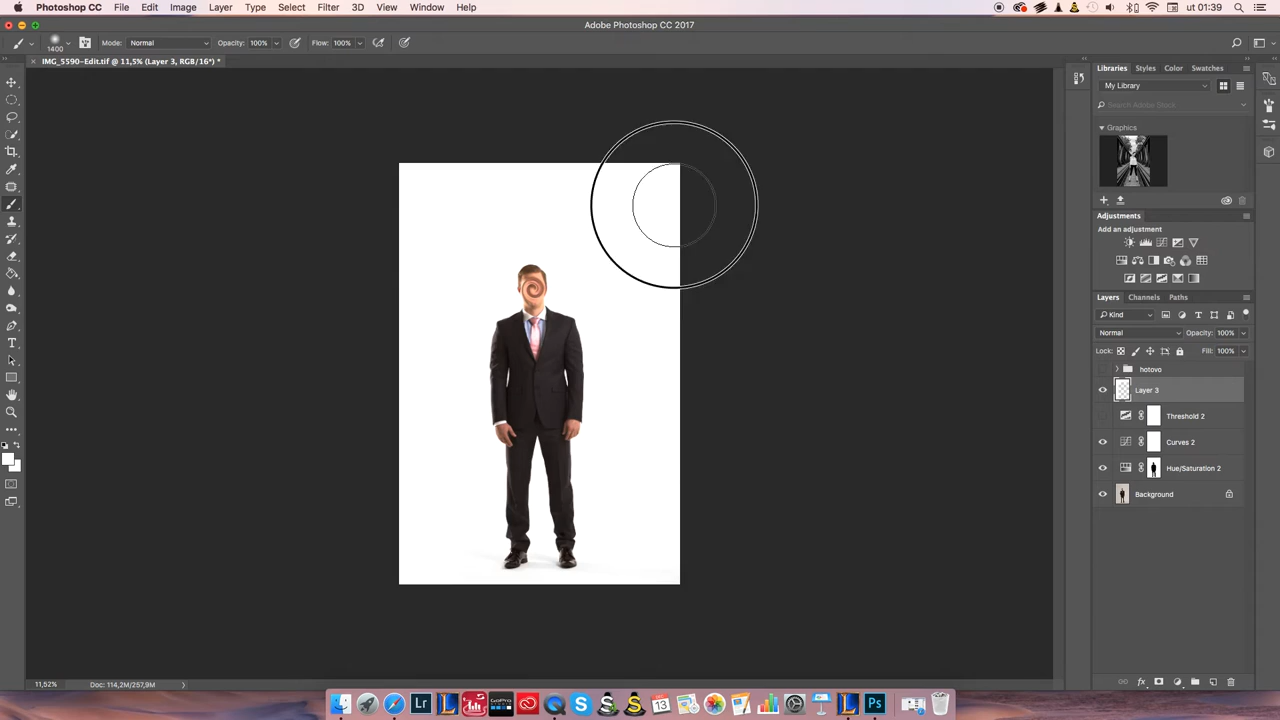 Photoshop CC File Edit Image Layer Type Select Filter 3D View Window Help ut 01:39
Adobe Photoshop CC 2017
1400 Mode: Normal Opacity: 100% Flow: 100%
× IMG_5590-Edit.tif @ 11,5% (Layer 3, RGB/16*) *
Libraries Styles Color Swatches
My Library
Search Adobe Stock
Graphics
Adjustments
Add an adjustment
Layers Channels Paths
Kind
Normal Opacity: 100%
Lock: Fill: 100%
hotovo
Layer 3
Threshold 2
Curves 2
Hue/Saturation 2
Background
11,52% Doc: 114,2M/257,9M
Lr GoPro 13 Ps